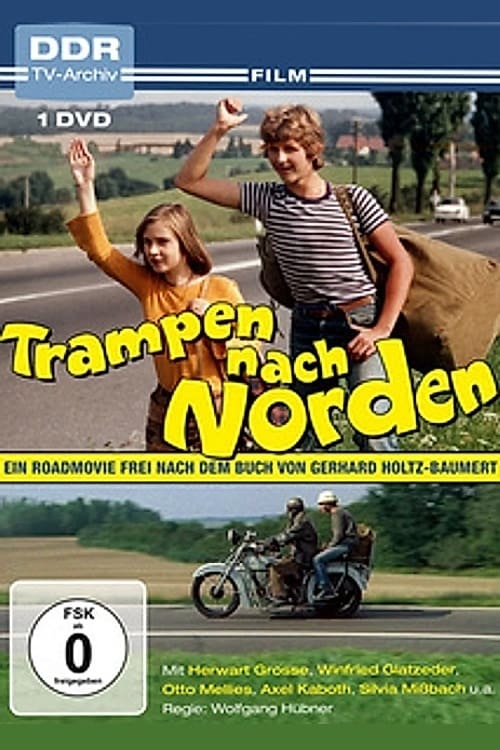 DDR
TV-Archiv
FILM
1 DVD
Trampen
nach
Norden
EIN ROADMOVIE FREI NACH DEM BUCH VON GERHARD HOLTZ-BAUMERT
FSK
ab
0
freigegeben
Mit Herwart Grosse, Winfried Glatzeder,
Otto Mellies, Axel Kaboth, Silvia Mißbach u.a.
Regie: Wolfgang Hübner